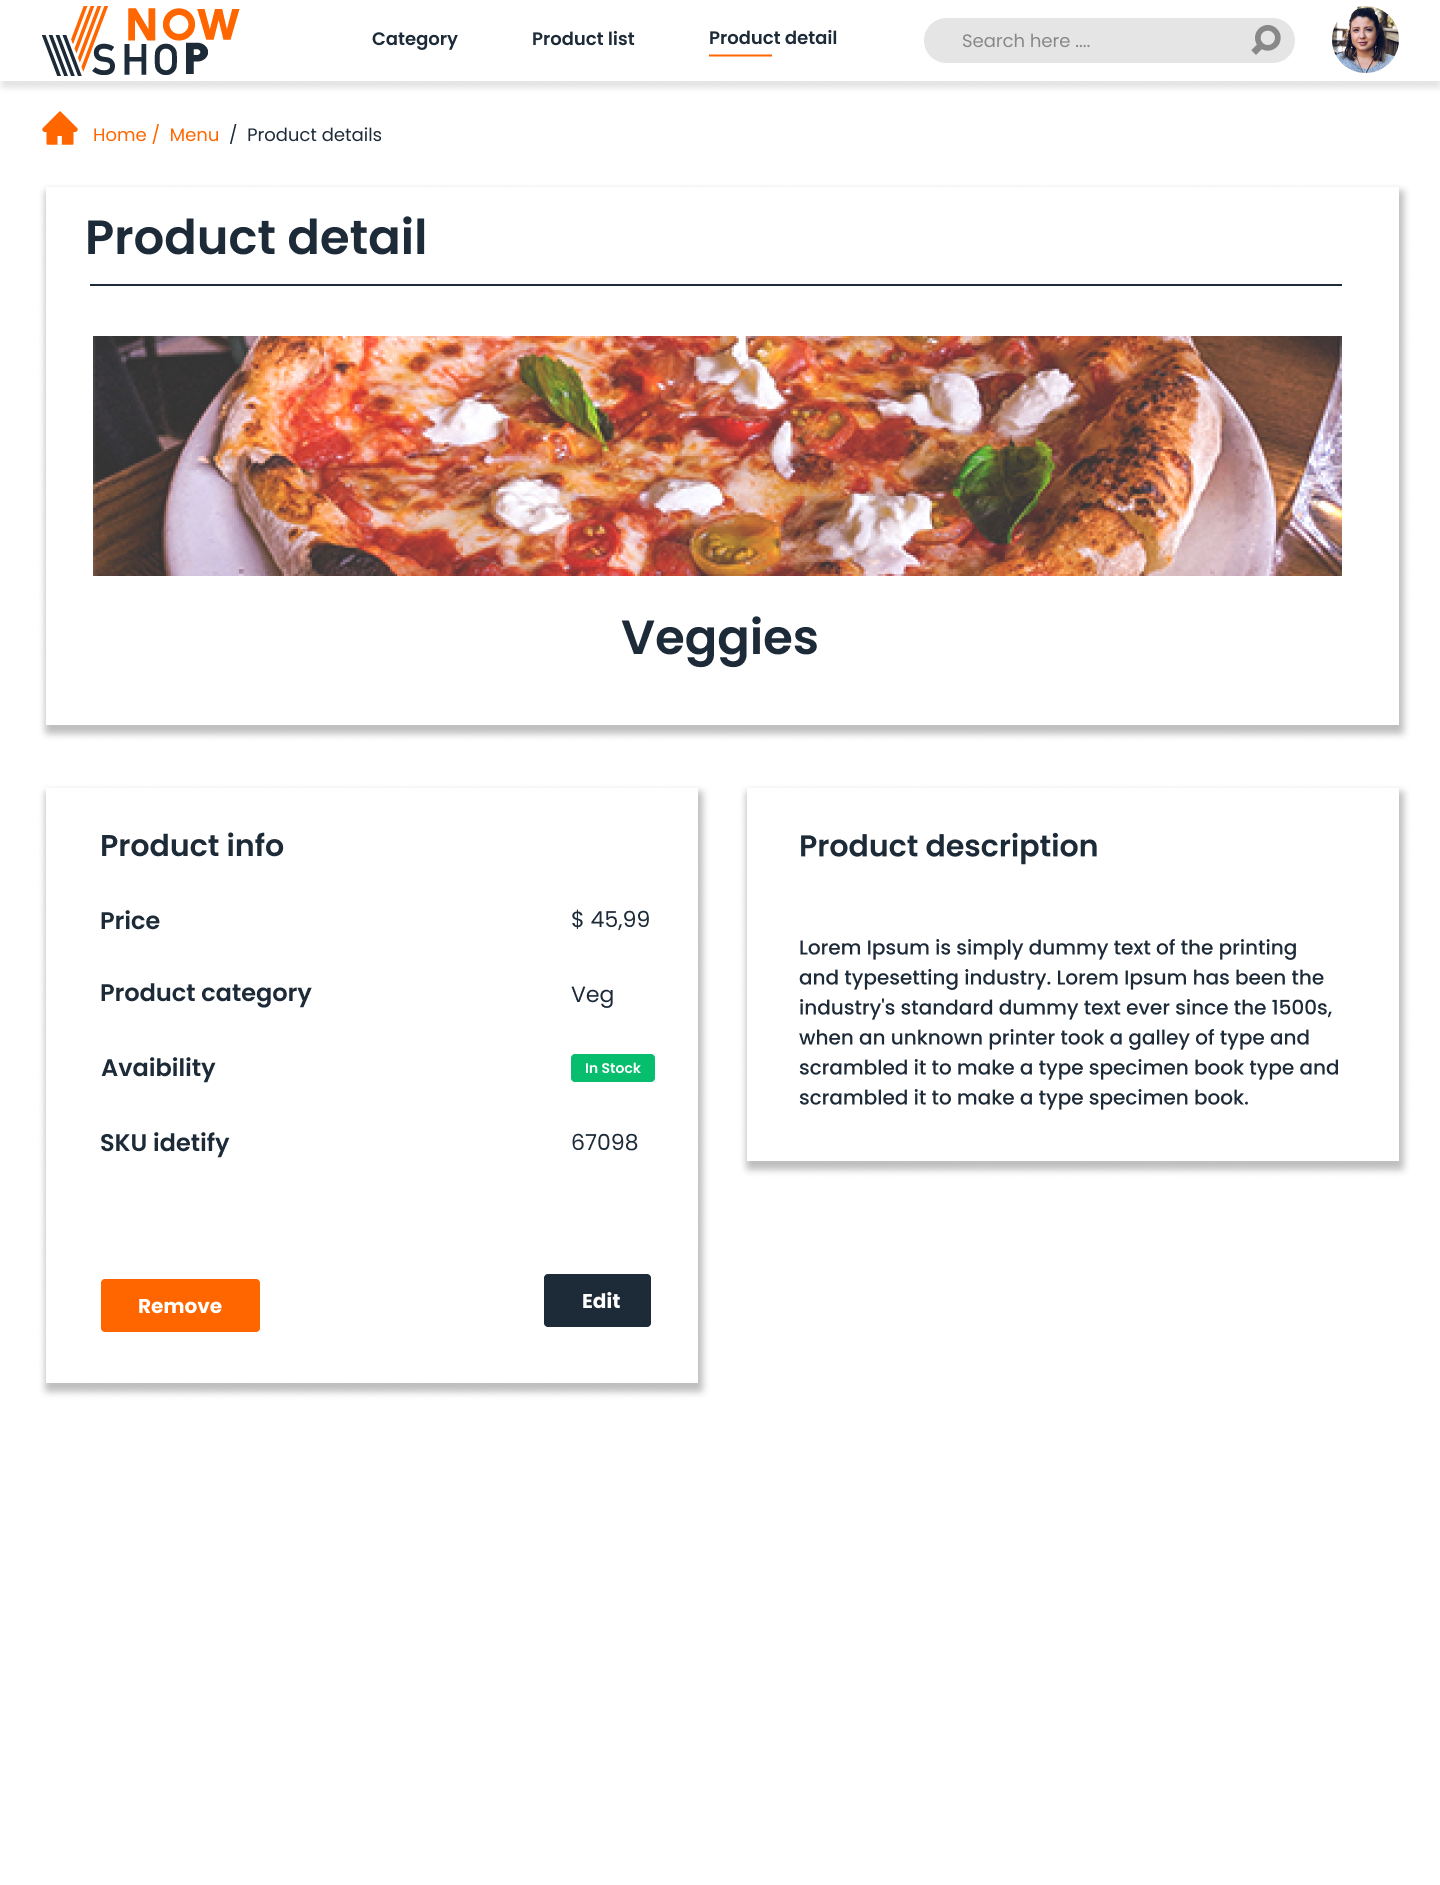 NOW
SHOP
Category
Product list
Product detail
Search here ....
Home / Menu / Product details
Product detail
Veggies
Product info
Price
$ 45,99
Product category
Veg
Avaibility
In Stock
SKU idetify
67098
Remove
Edit
Product description
Lorem Ipsum is simply dummy text of the printing
and typesetting industry. Lorem Ipsum has been the
industry's standard dummy text ever since the 1500s,
when an unknown printer took a galley of type and
scrambled it to make a type specimen book type and
scrambled it to make a type specimen book.